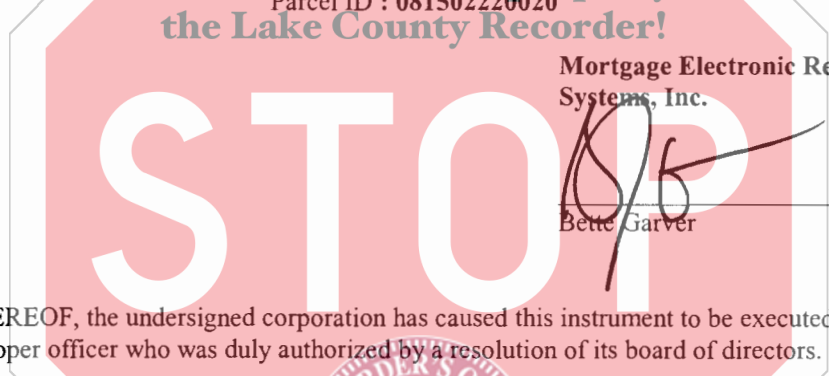 Parcel ID : 081502220020
the Lake County Recorder!
Mortgage Electronic Re
Systems, Inc.
STOP
Bette Garver
EREOF, the undersigned corporation has caused this instrument to be executed
oper officer who was duly authorized by a resolution of its board of directors.
RDER'S O